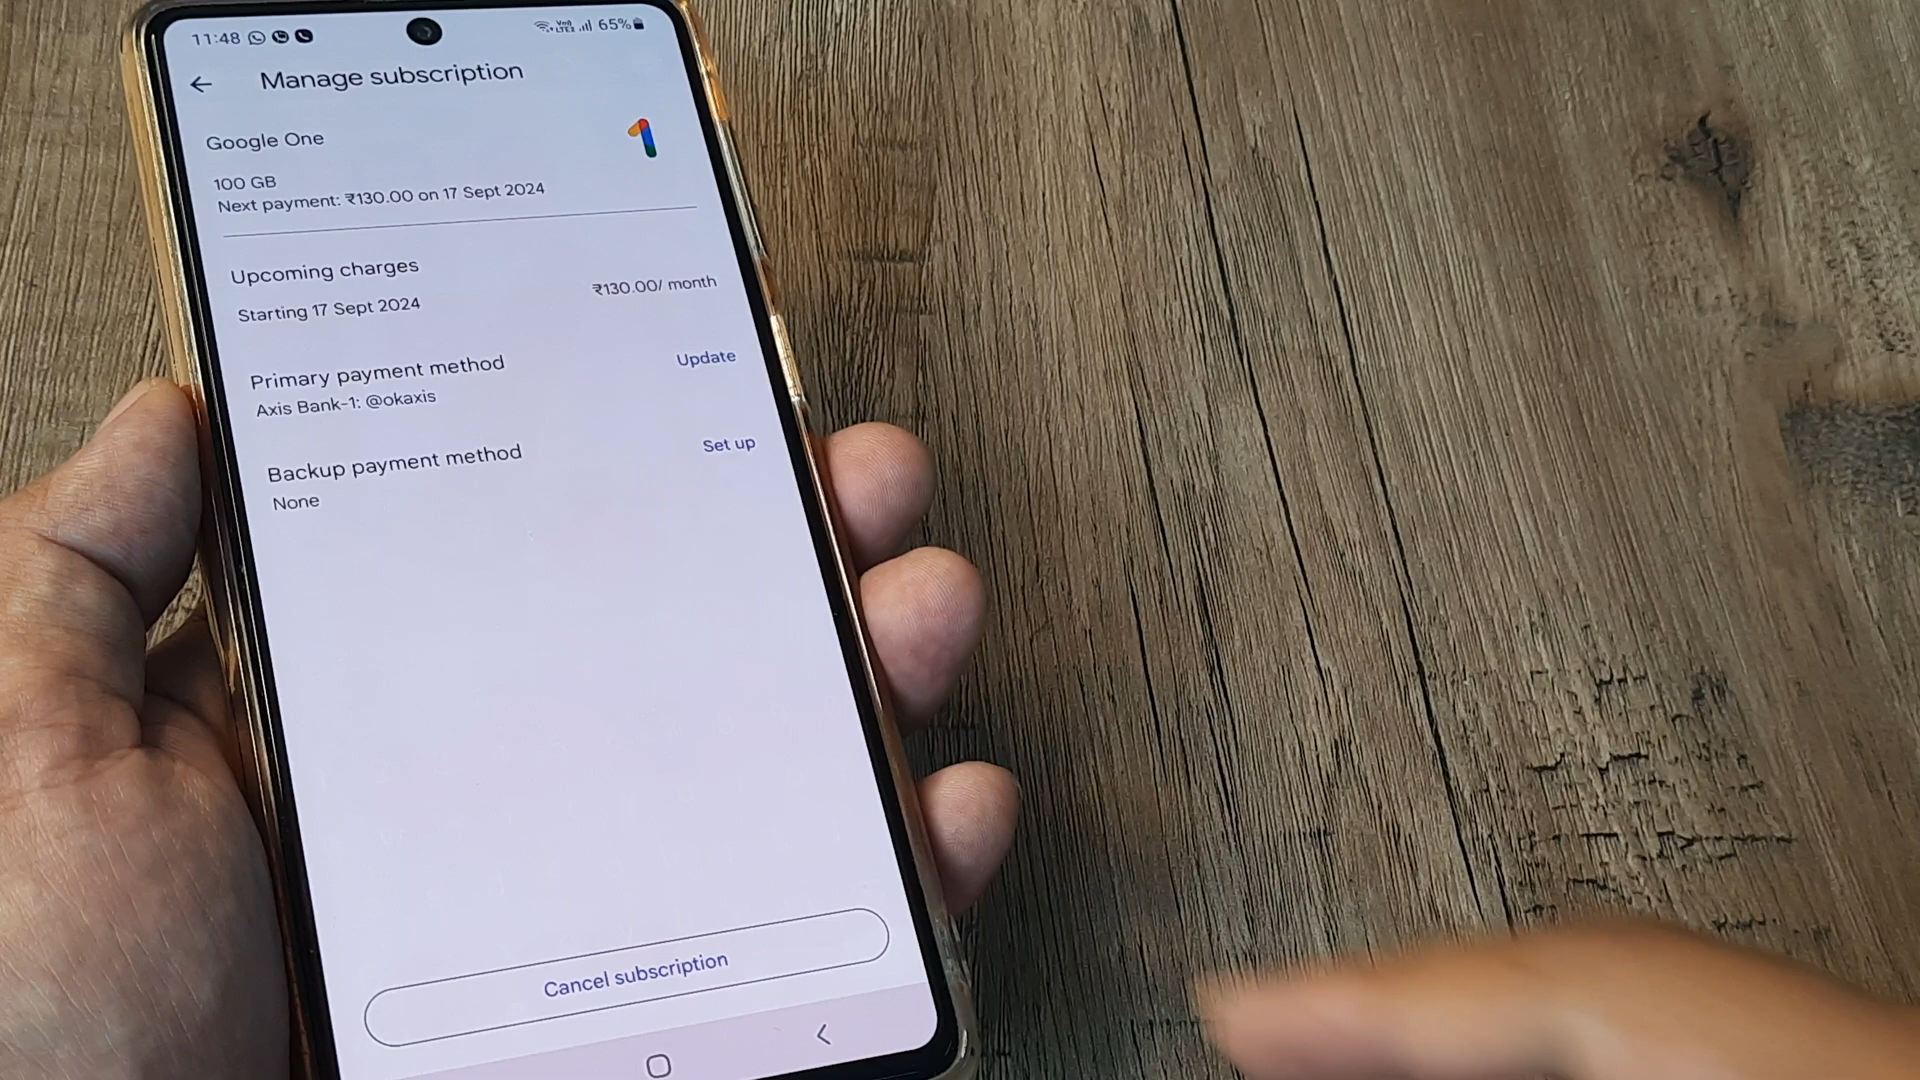 11:48 65%
Manage subscription
Google One
100 GB
Next payment: ₹130.00 on 17 Sept 2024
Upcoming charges
Starting 17 Sept 2024 ₹130.00/ month
Primary payment method Update
Axis Bank-1: @okaxis
Backup payment method Set up
None
Cancel subscription